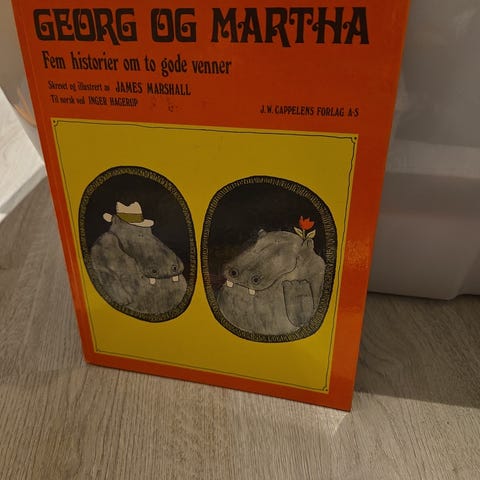 GEORG OG MARTHA
Fem historier om to gode venner
Skrevet og illustrert av JAMES MARSHALL
Til norsk ved INGER HAGERUP
J.W. CAPPELENS FORLAG A·S